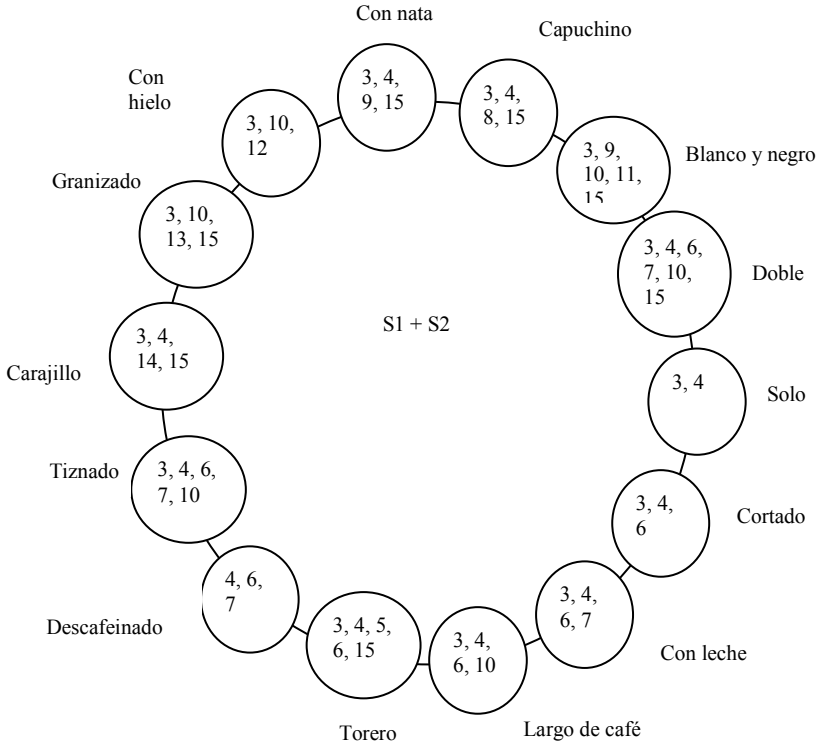 Con nata
3, 4,
9, 15
Capuchino
3, 4,
8, 15
Blanco y negro
3, 9,
10, 11,
15
Doble
3, 4, 6,
7, 10,
15
Solo
3, 4
Cortado
3, 4,
6
Con leche
3, 4,
6, 7
Largo de café
3, 4,
6, 10
Torero
3, 4, 5,
6, 15
Descafeinado
4, 6,
7
Tiznado
3, 4, 6,
7, 10
Carajillo
3, 4,
14, 15
Granizado
3, 10,
13, 15
Con
hielo
3, 10,
12
S1 + S2